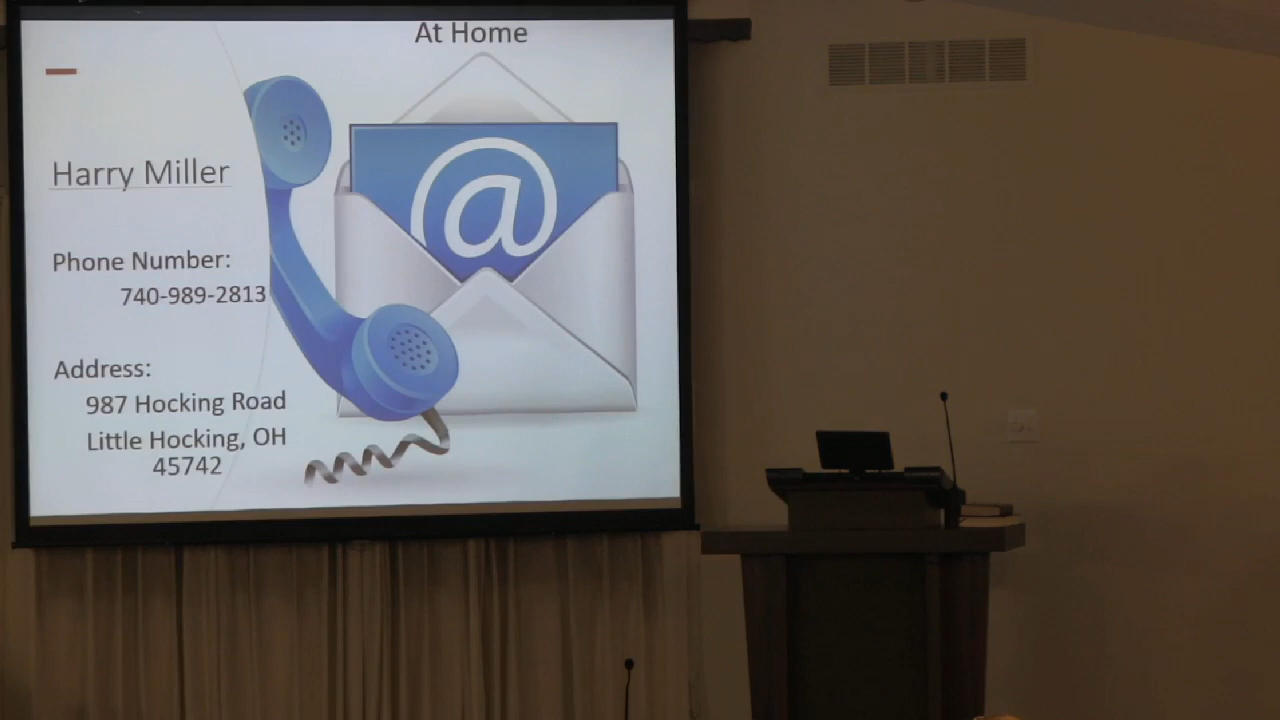 At Home
Harry Miller
Phone Number:
740-989-2813
Address:
987 Hocking Road
Little Hocking, OH
45742